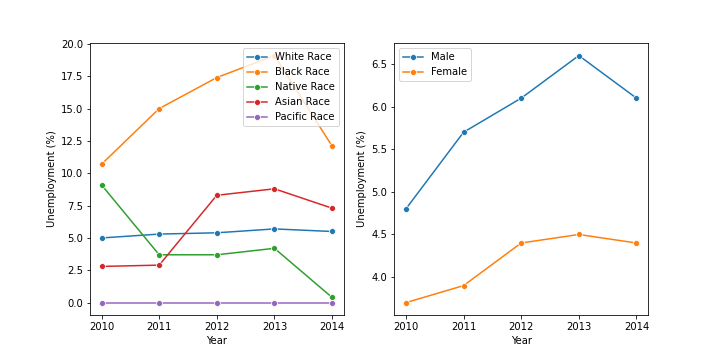 20.0
17.5
15.0
12.5
10.0
7.5
5.0
2.5
0.0
Unemployment (%)
White Race
Black Race
Native Race
Asian Race
Pacific Race
2010 2011 2012 2013 2014
Year
6.5
6.0
5.5
5.0
4.5
4.0
Unemployment (%)
Male
Female
2010 2011 2012 2013 2014
Year